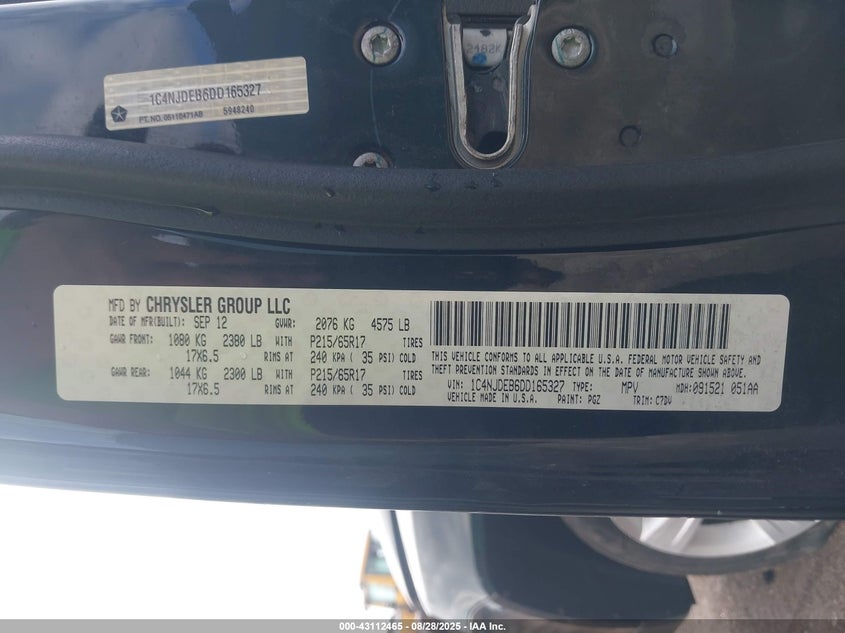 2482K
1C4NJDEB6DD165327
PT. NO. 05116471AB 5948240
MFD BY CHRYSLER GROUP LLC
DATE OF MFR(BUILT): SEP 12 GVWR: 2076 KG 4575 LB
GAWR FRONT: 1080 KG 2380 LB WITH P215/65R17 TIRES
17X6.5 RIMS AT 240 KPA ( 35 PSI) COLD
GAWR REAR: 1044 KG 2300 LB WITH P215/65R17 TIRES
17X6.5 RIMS AT 240 KPA ( 35 PSI) COLD
THIS VEHICLE CONFORMS TO ALL APPLICABLE U.S.A. FEDERAL MOTOR VEHICLE SAFETY AND
THEFT PREVENTION STANDARDS IN EFFECT ON THE DATE OF MANUFACTURE SHOWN ABOVE.
VIN: 1C4NJDEB6DD165327 TYPE: MPV MDH: 091521 051AA
VEHICLE MADE IN U.S.A. PAINT: PGZ TRIM: C7DV
000-43112465 - 08/28/2025 - IAA Inc.